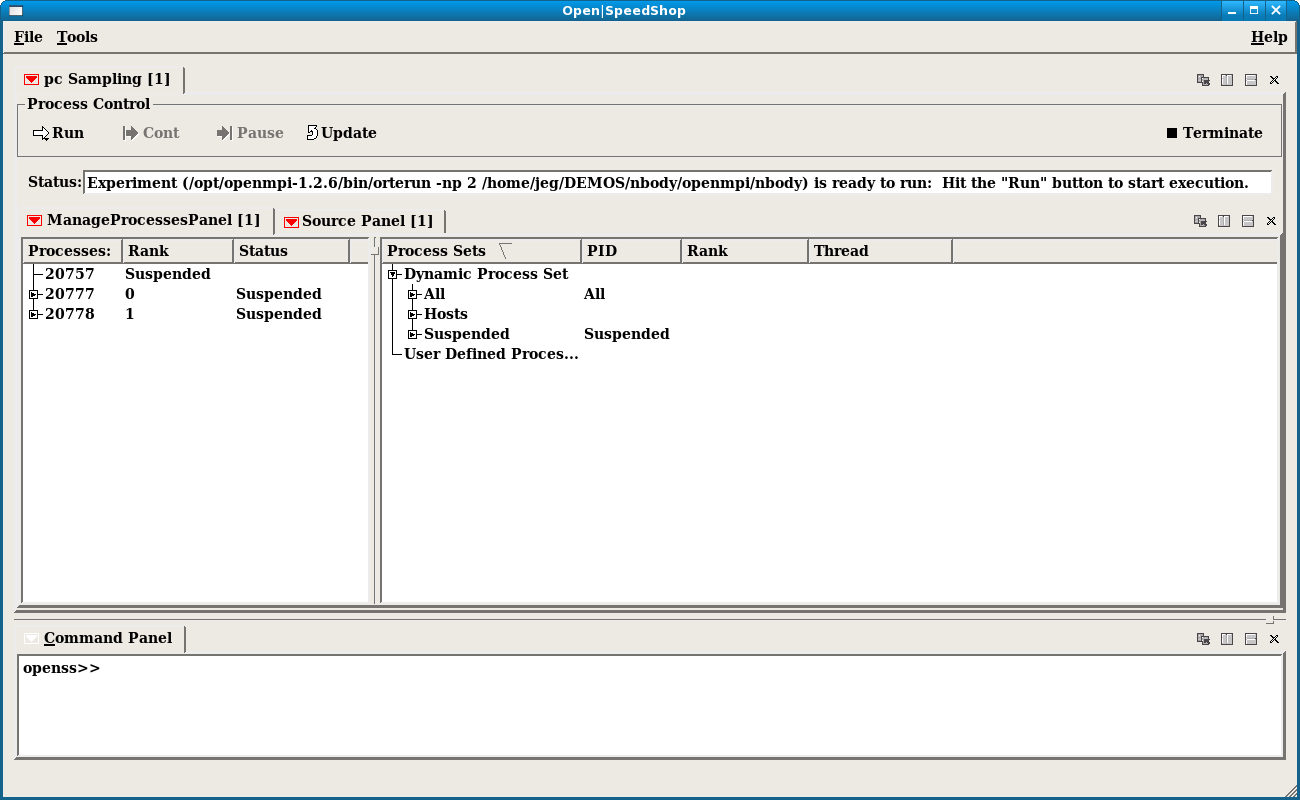 Open|SpeedShop
File Tools Help
pc Sampling [1]
Process Control
Run Cont Pause Update Terminate
Status: Experiment (/opt/openmpi-1.2.6/bin/orterun -np 2 /home/jeg/DEMOS/nbody/openmpi/nbody) is ready to run:  Hit the "Run" button to start execution.
ManageProcessesPanel [1] Source Panel [1]
Processes: Rank Status Process Sets PID Rank Thread
20757 Suspended Dynamic Process Set
20777 0 Suspended All All
20778 1 Suspended Hosts
Suspended Suspended
User Defined Proces...
Command Panel
openss>>